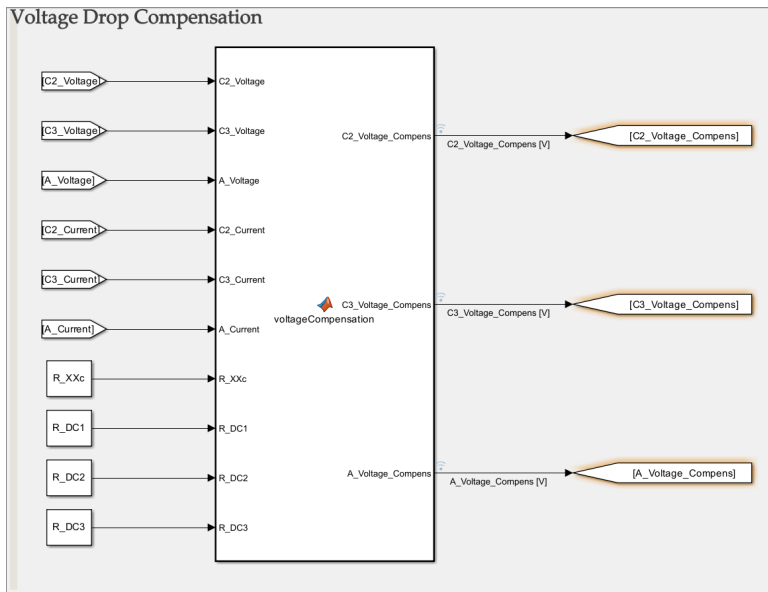 Voltage Drop Compensation
[C2_Voltage]
C2_Voltage
[C3_Voltage]
C3_Voltage
C2_Voltage_Compens
C2_Voltage_Compens [V]
[C2_Voltage_Compens]
[A_Voltage]
A_Voltage
[C2_Current]
C2_Current
[C3_Current]
C3_Current
C3_Voltage_Compens
C3_Voltage_Compens [V]
[C3_Voltage_Compens]
voltageCompensation
[A_Current]
A_Current
R_XXc
R_XXc
R_DC1
R_DC1
R_DC2
R_DC2
A_Voltage_Compens
A_Voltage_Compens [V]
[A_Voltage_Compens]
R_DC3
R_DC3